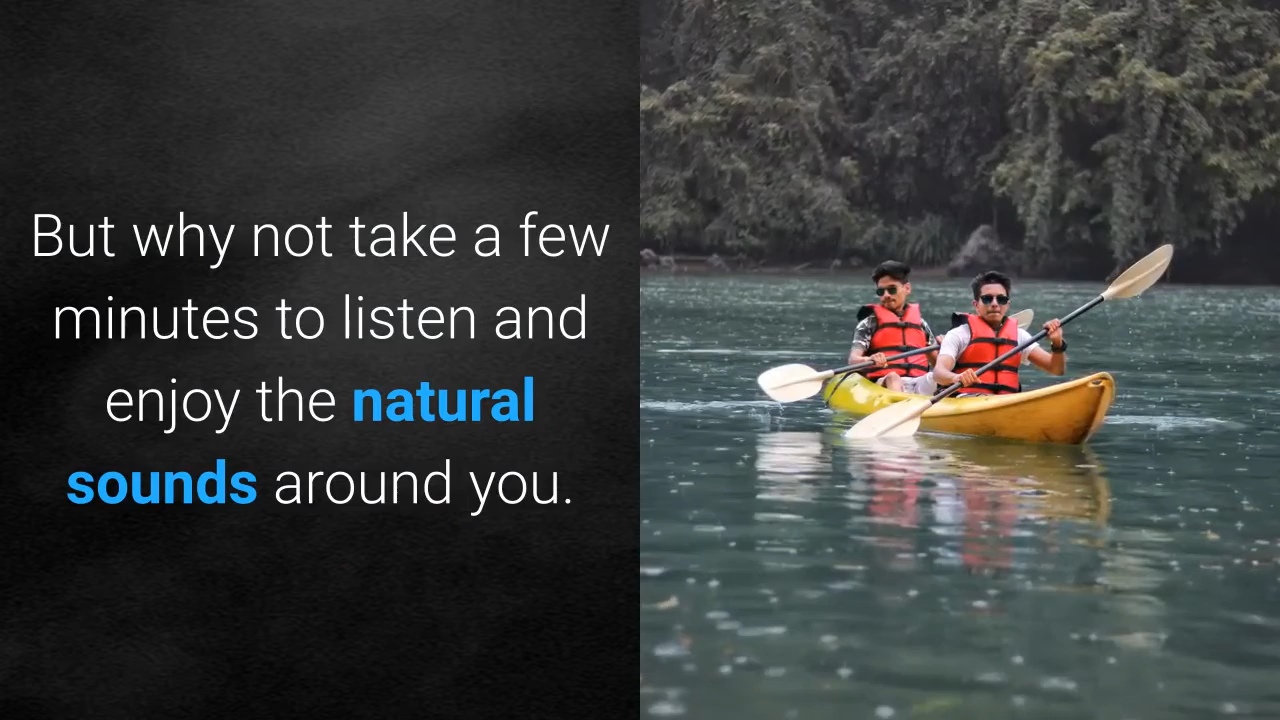 But why not take a few
minutes to listen and
enjoy the natural
sounds around you.